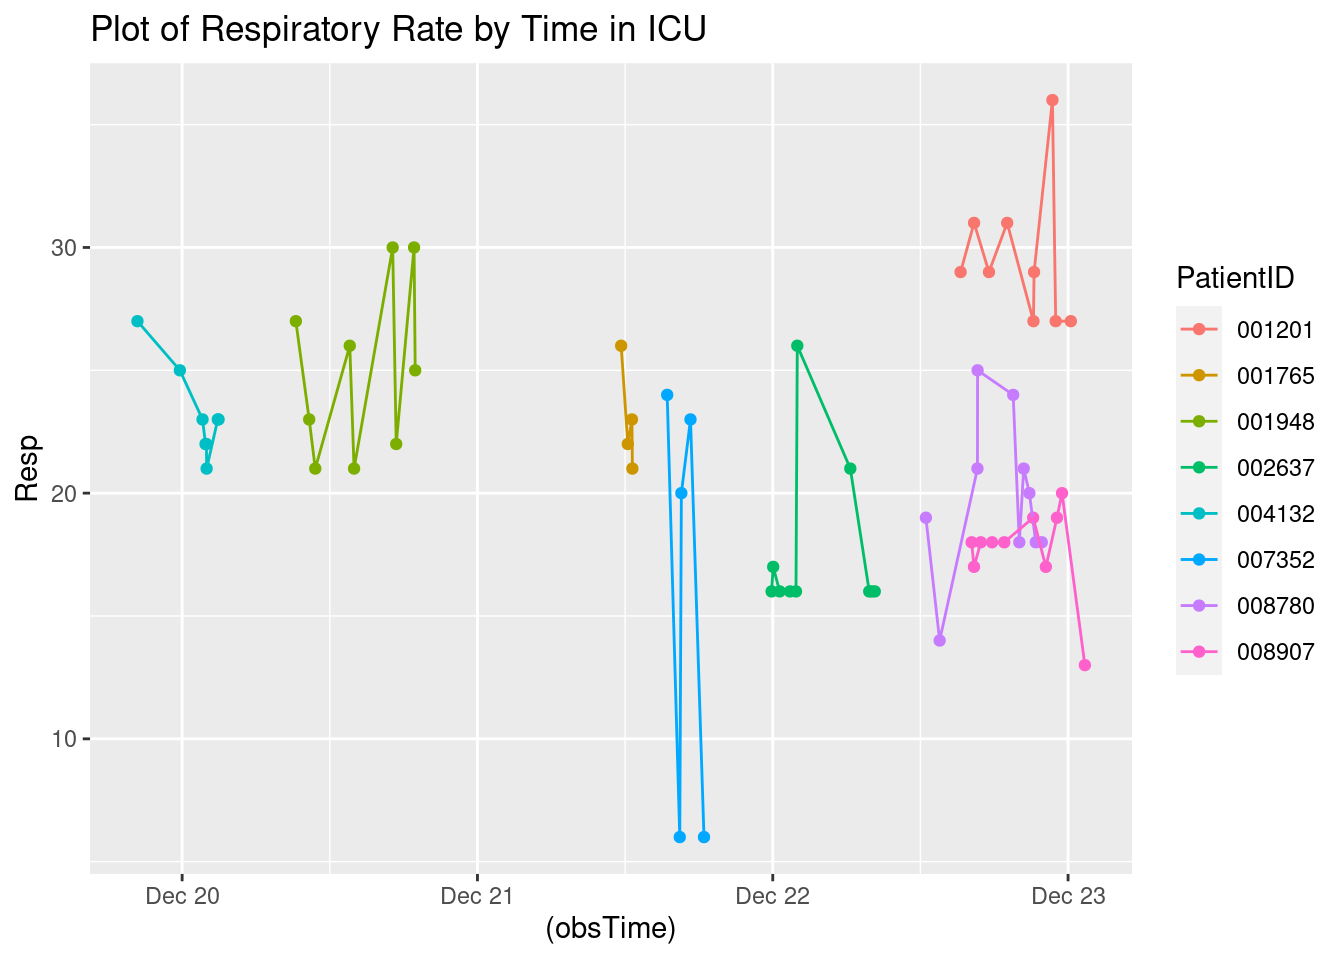 Plot of Respiratory Rate by Time in ICU
Resp
30
20
10
Dec 20
Dec 21
Dec 22
Dec 23
(obsTime)
PatientID
001201
001765
001948
002637
004132
007352
008780
008907